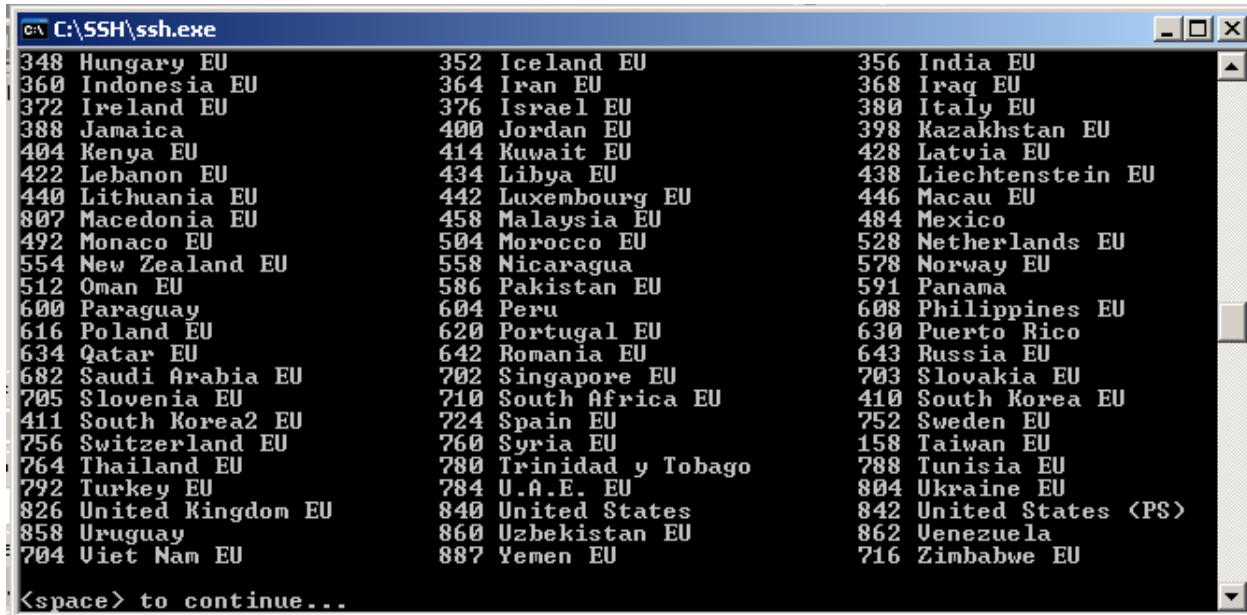 C:\SSH\ssh.exe
348 Hungary EU 352 Iceland EU 356 India EU
360 Indonesia EU 364 Iran EU 368 Iraq EU
372 Ireland EU 376 Israel EU 380 Italy EU
388 Jamaica 400 Jordan EU 398 Kazakhstan EU
404 Kenya EU 414 Kuwait EU 428 Latvia EU
422 Lebanon EU 434 Libya EU 438 Liechtenstein EU
440 Lithuania EU 442 Luxembourg EU 446 Macau EU
807 Macedonia EU 458 Malaysia EU 484 Mexico
492 Monaco EU 504 Morocco EU 528 Netherlands EU
554 New Zealand EU 558 Nicaragua 578 Norway EU
512 Oman EU 586 Pakistan EU 591 Panama
600 Paraguay 604 Peru 608 Philippines EU
616 Poland EU 620 Portugal EU 630 Puerto Rico
634 Qatar EU 642 Romania EU 643 Russia EU
682 Saudi Arabia EU 702 Singapore EU 703 Slovakia EU
705 Slovenia EU 710 South Africa EU 410 South Korea EU
411 South Korea2 EU 724 Spain EU 752 Sweden EU
756 Switzerland EU 760 Syria EU 158 Taiwan EU
764 Thailand EU 780 Trinidad y Tobago 788 Tunisia EU
792 Turkey EU 784 U.A.E. EU 804 Ukraine EU
826 United Kingdom EU 840 United States 842 United States (PS)
858 Uruguay 860 Uzbekistan EU 862 Venezuela
704 Viet Nam EU 887 Yemen EU 716 Zimbabwe EU
<space> to continue...